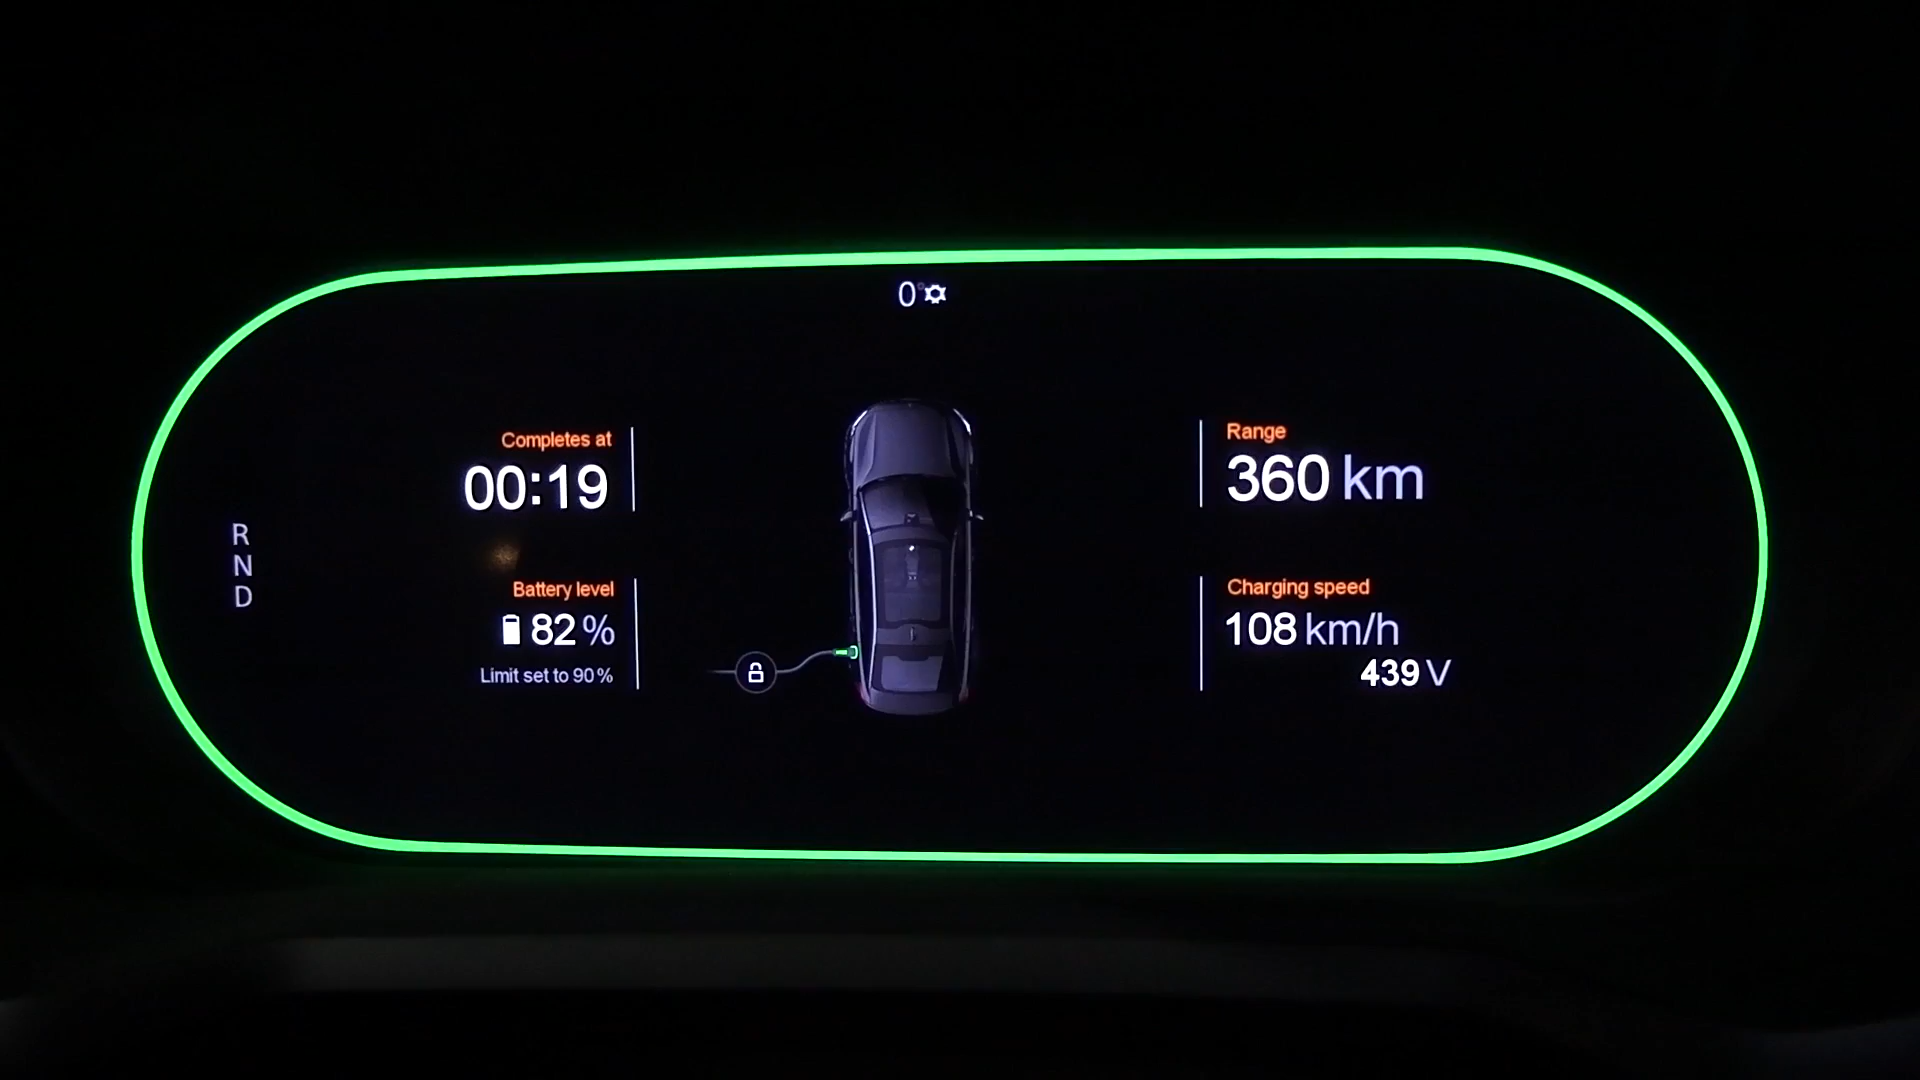 0°
Completes at
00:19
Range
360 km
R
N
D
Battery level
82 %
Limit set to 90 %
Charging speed
108 km/h
439 V